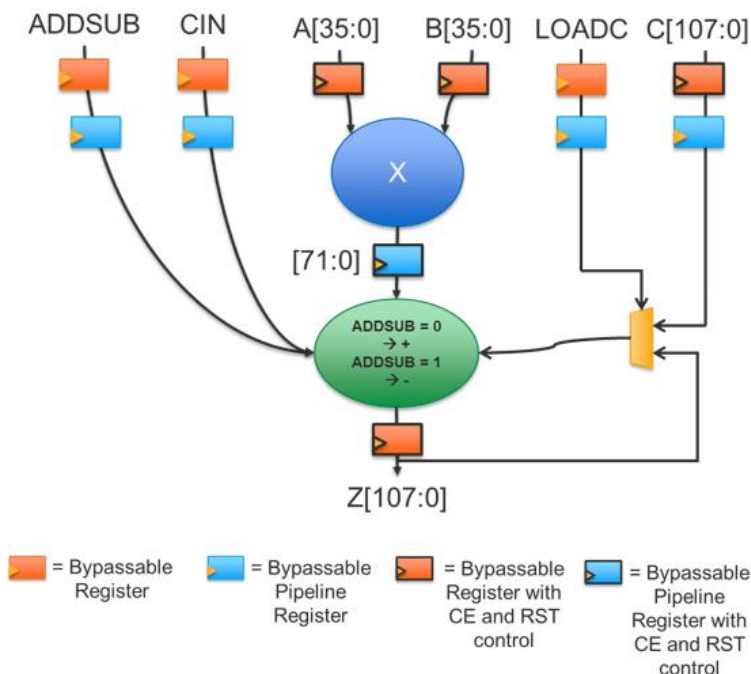 ADDSUB CIN A[35:0] B[35:0] LOADC C[107:0]
X
[71:0]
ADDSUB = 0
→ +
ADDSUB = 1
→ -
Z[107:0]
= Bypassable
Register
= Bypassable
Pipeline
Register
= Bypassable
Register with
CE and RST
control
= Bypassable
Pipeline
Register with
CE and RST
control